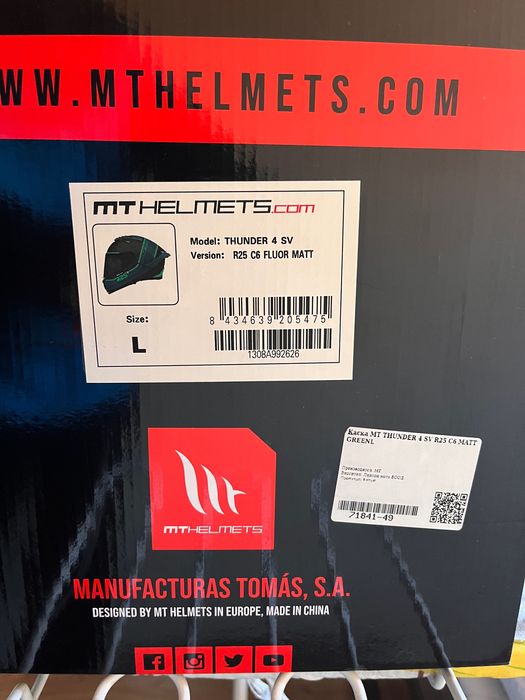 WW.MTHELMETS.COM
MTHELMETS.COM
Model: THUNDER 4 SV
Version: R25 C6 FLUOR MATT
Size:
L
8 434639 205475
1308A992626
Каска MT THUNDER 4 SV R25 C6 MATT
GREENL
71841-49
MTHELMETS
MANUFACTURAS TOMÁS, S.A.
DESIGNED BY MT HELMETS IN EUROPE, MADE IN CHINA